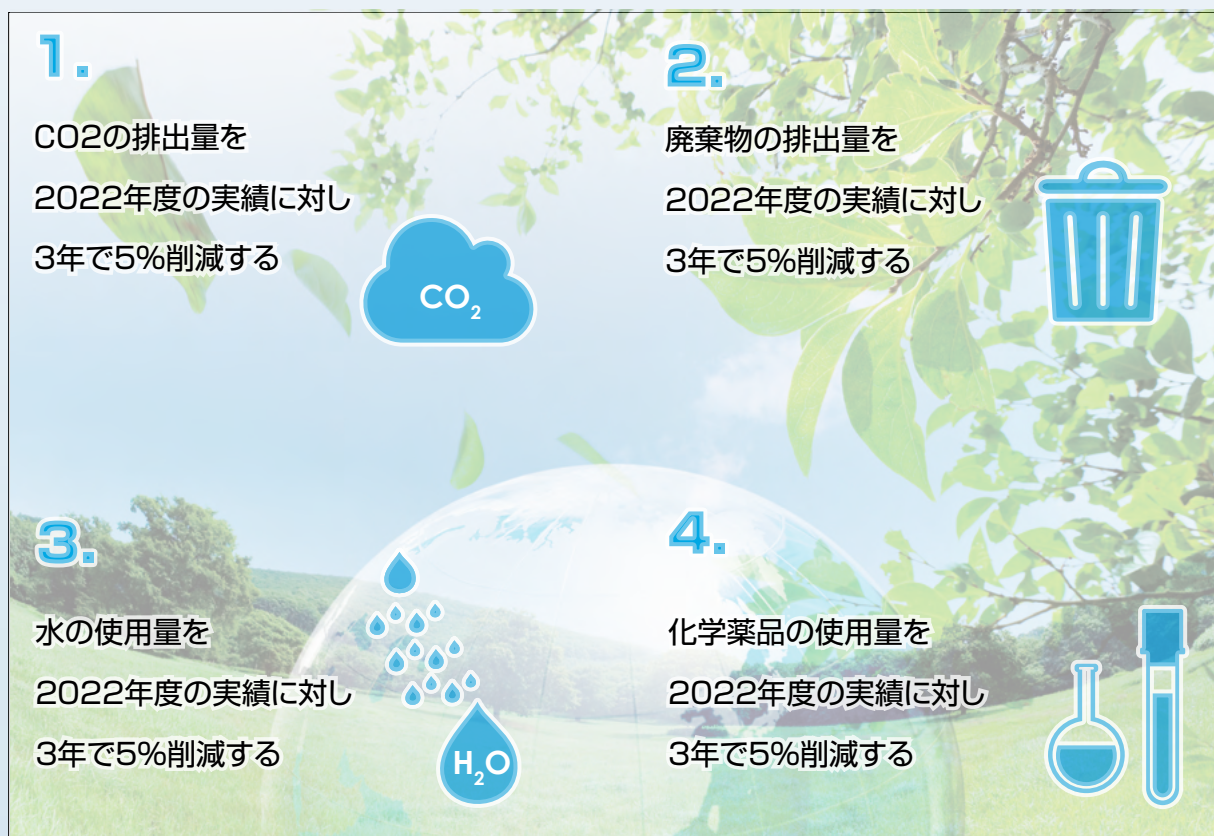 1.
CO2の排出量を
2022年度の実績に対し
3年で5%削減する
CO₂
2.
廃棄物の排出量を
2022年度の実績に対し
3年で5%削減する
3.
水の使用量を
2022年度の実績に対し
3年で5%削減する
H₂O
4.
化学薬品の使用量を
2022年度の実績に対し
3年で5%削減する